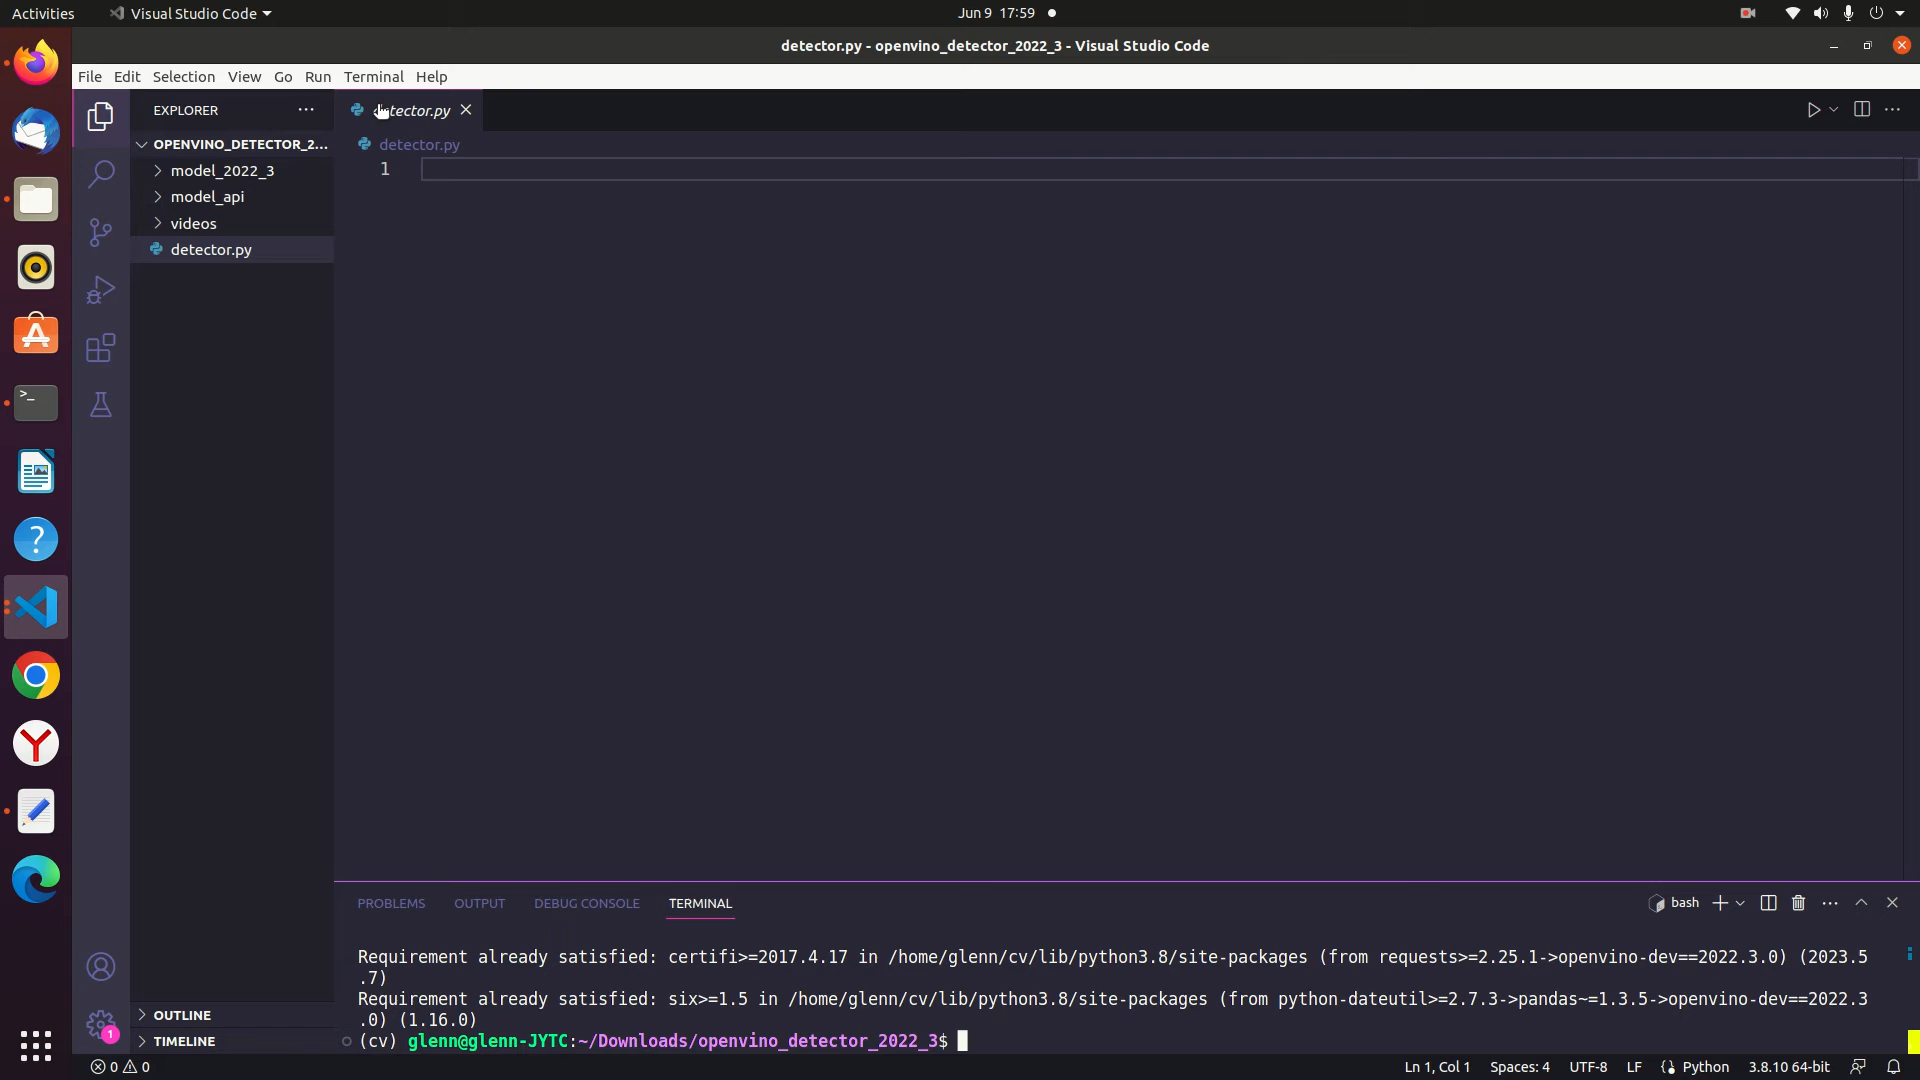 Activities
Visual Studio Code
Jun 9 17:59
detector.py - openvino_detector_2022_3 - Visual Studio Code
File Edit Selection View Go Run Terminal Help
EXPLORER
OPENVINO_DETECTOR_2...
model_2022_3
model_api
videos
detector.py
OUTLINE
TIMELINE
detector.py
detector.py
1
PROBLEMS OUTPUT DEBUG CONSOLE TERMINAL
bash
Requirement already satisfied: certifi>=2017.4.17 in /home/glenn/cv/lib/python3.8/site-packages (from requests>=2.25.1->openvino-dev==2022.3.0) (2023.5
.7)
Requirement already satisfied: six>=1.5 in /home/glenn/cv/lib/python3.8/site-packages (from python-dateutil>=2.7.3->pandas~=1.3.5->openvino-dev==2022.3
.0) (1.16.0)
(cv) glenn@glenn-JYTC:~/Downloads/openvino_detector_2022_3$
1
0 0
Ln 1, Col 1 Spaces: 4 UTF-8 LF Python 3.8.10 64-bit